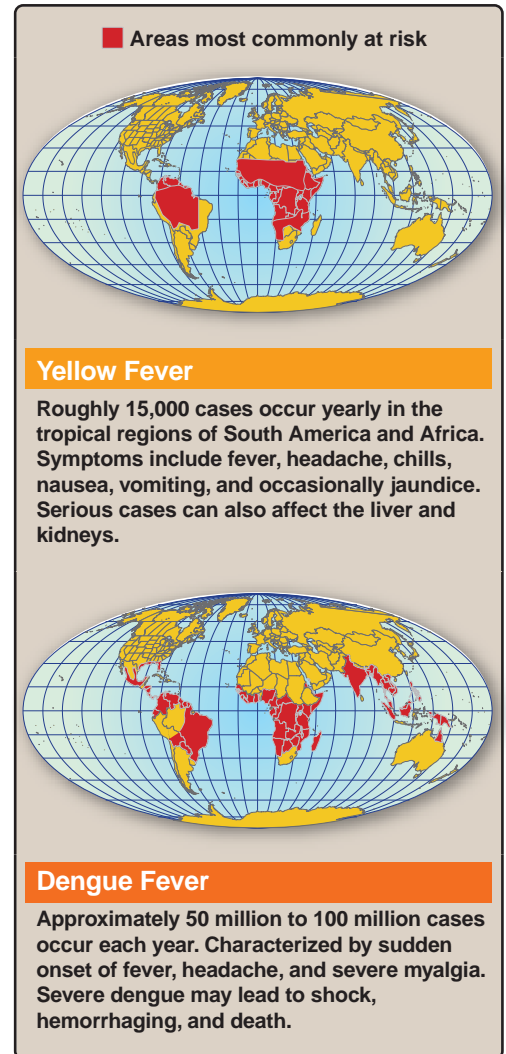 Areas most commonly at risk
Yellow Fever
Roughly 15,000 cases occur yearly in the
tropical regions of South America and Africa.
Symptoms include fever, headache, chills,
nausea, vomiting, and occasionally jaundice.
Serious cases can also affect the liver and
kidneys.
Dengue Fever
Approximately 50 million to 100 million cases
occur each year. Characterized by sudden
onset of fever, headache, and severe myalgia.
Severe dengue may lead to shock,
hemorrhaging, and death.